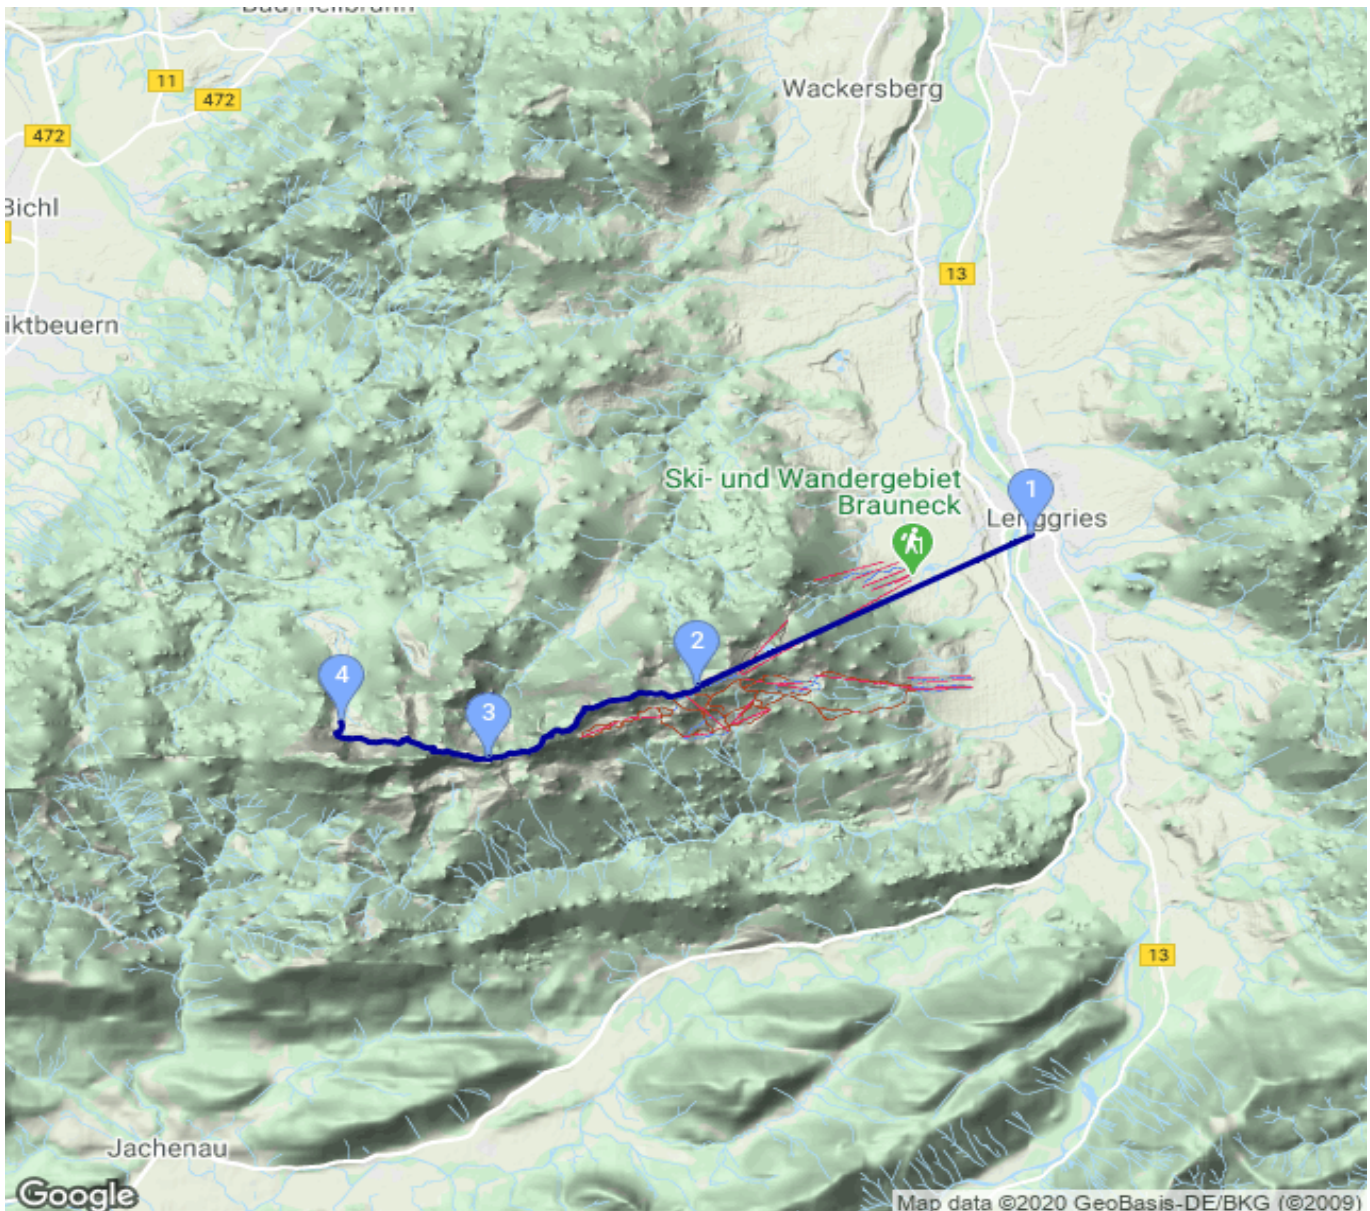 11
472
472
Wackersberg
Bichl
13
iktbeuern
Ski- und Wandergebiet
Brauneck
1
Lenggries
2
4
3
13
Jachenau
Google
Map data ©2020 GeoBasis-DE/BKG (©2009)